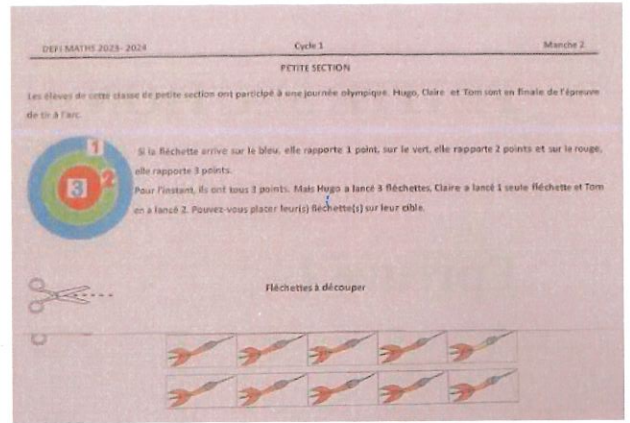 DEFI MATHS 2023- 2024 Cycle 1 Manche 2
PETITE SECTION
Les élèves de cette classe de petite section ont participé à une journée olympique. Hugo, Claire et Tom sont en finale de l'épreuve
de tir à l'arc.
1
2
3
Si la fléchette arrive sur le bleu, elle rapporte 1 point, sur le vert, elle rapporte 2 points et sur le rouge,
elle rapporte 3 points.
Pour l'instant, ils ont tous 3 points. Mais Hugo a lancé 3 fléchettes, Claire a lancé 1 seule fléchette et Tom
en a lancé 2. Pouvez-vous placer leur(s) fléchette(s) sur leur cible.
Fléchettes à découper